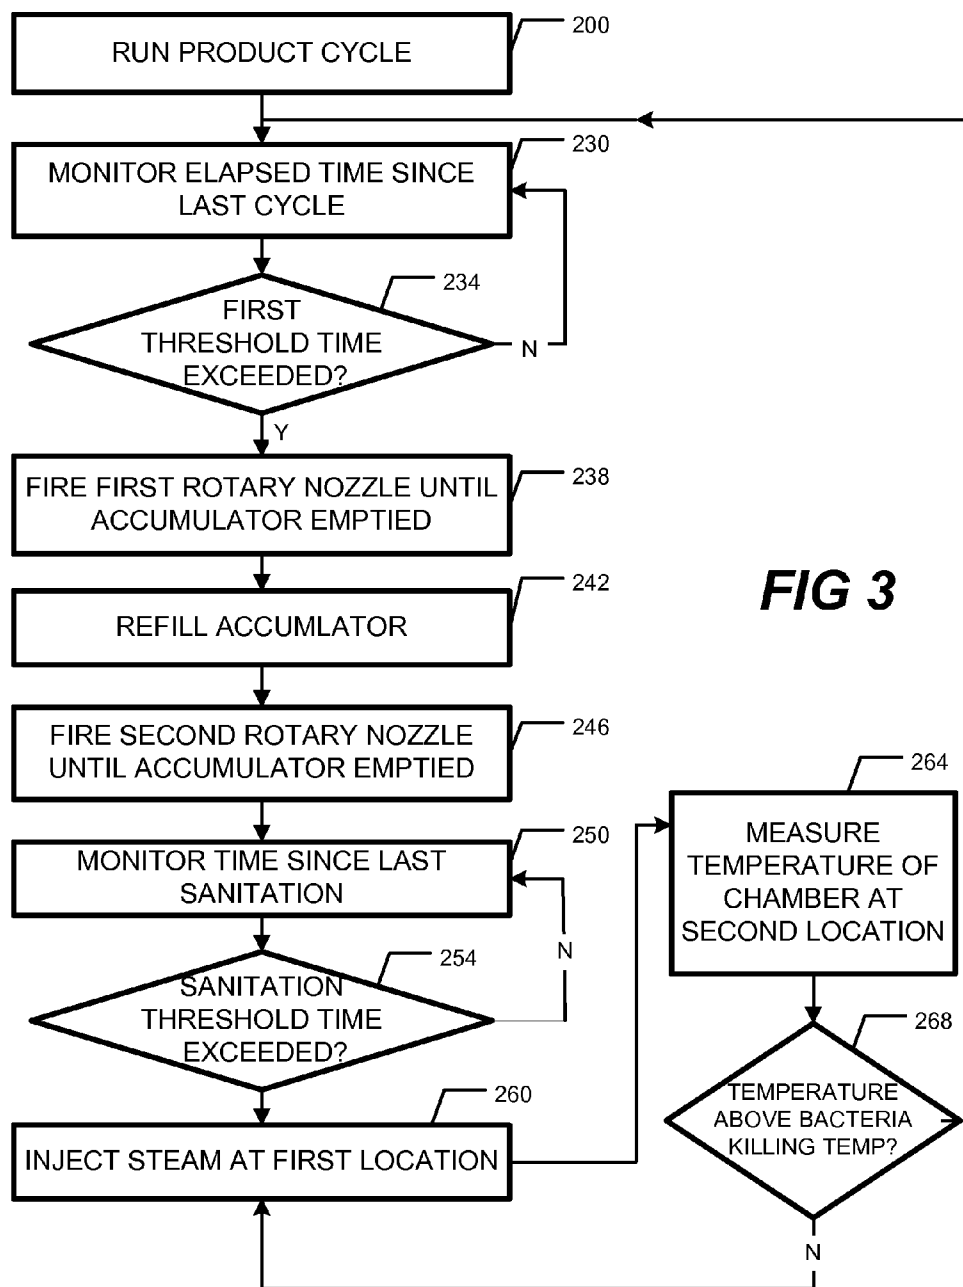 RUN PRODUCT CYCLE
200
MONITOR ELAPSED TIME SINCE
LAST CYCLE
230
FIRST
THRESHOLD TIME
EXCEEDED?
234
N
Y
FIRE FIRST ROTARY NOZZLE UNTIL
ACCUMULATOR EMPTIED
238
REFILL ACCUMLATOR
242
FIG 3
FIRE SECOND ROTARY NOZZLE
UNTIL ACCUMULATOR EMPTIED
246
MONITOR TIME SINCE LAST
SANITATION
250
SANITATION
THRESHOLD TIME
EXCEEDED?
254
N
INJECT STEAM AT FIRST LOCATION
260
MEASURE
TEMPERATURE OF
CHAMBER AT
SECOND LOCATION
264
TEMPERATURE
ABOVE BACTERIA
KILLING TEMP?
268
N